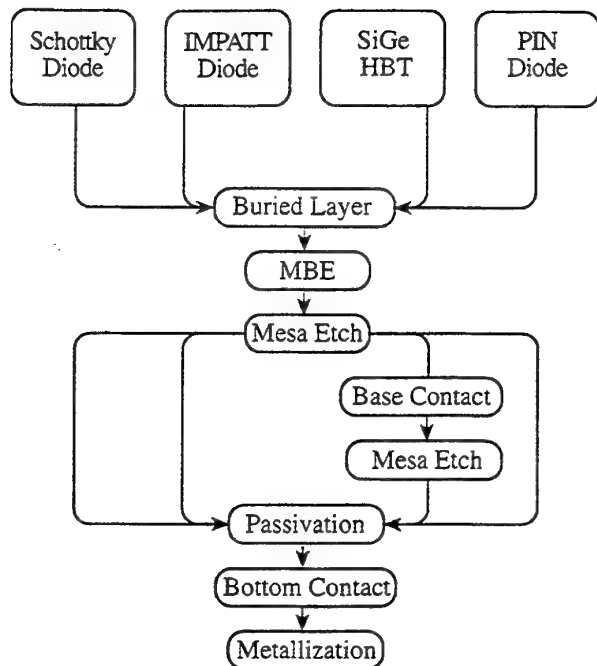 Schottky
Diode
IMPATT
Diode
SiGe
HBT
PIN
Diode
Buried Layer
MBE
Mesa Etch
Base Contact
Mesa Etch
Passivation
Bottom Contact
Metallization